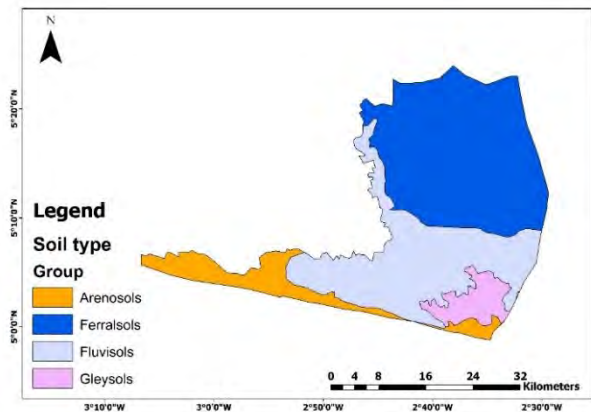 N
5°20'0"N
5°10'0"N
5°0'0"N
Legend
Soil type
Group
Arenosols
Ferralsols
Fluvisols
Gleysols
0 4 8 16 24 32
Kilometers
3°10'0"W 3°0'0"W 2°50'0"W 2°40'0"W 2°30'0"W